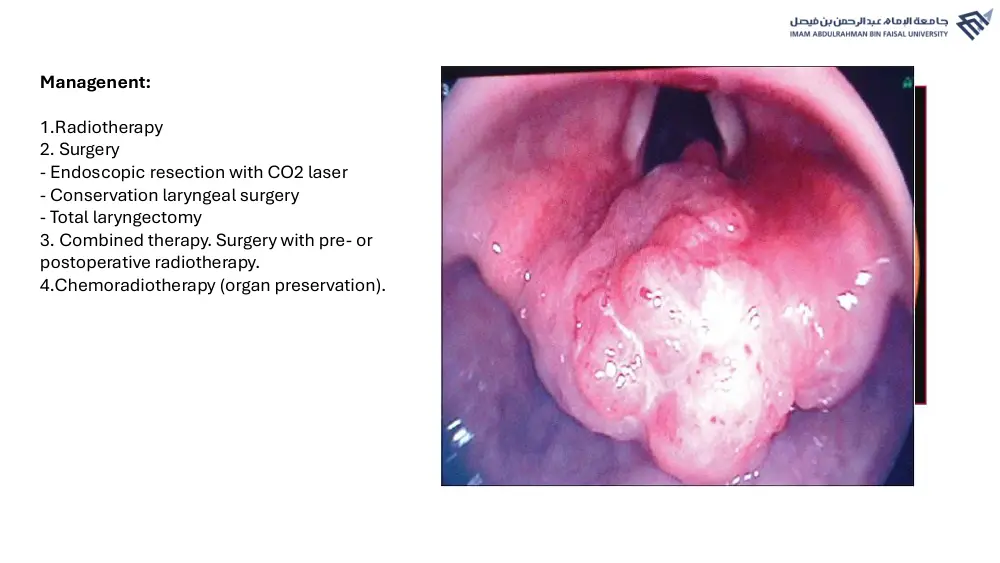 جامعة الإمام عبدالرحمن بن فيصل
IMAM ABDULRAHMAN BIN FAISAL UNIVERSITY
Managenent:
1.Radiotherapy
2. Surgery
- Endoscopic resection with CO2 laser
- Conservation laryngeal surgery
- Total laryngectomy
3. Combined therapy. Surgery with pre- or
postoperative radiotherapy.
4.Chemoradiotherapy (organ preservation).